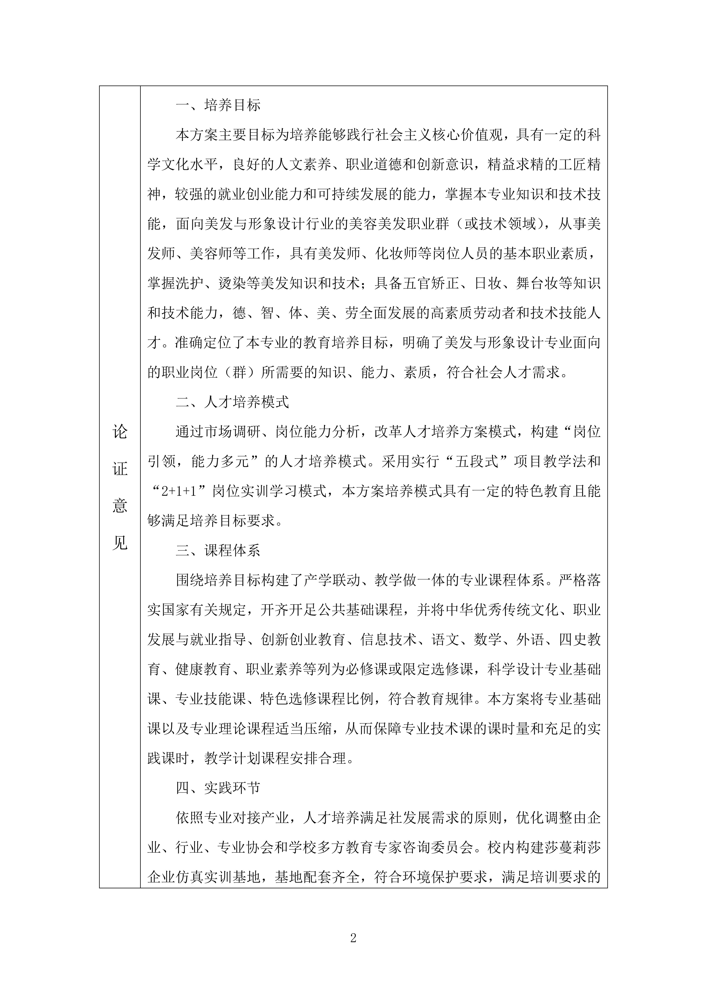 论
证
意
见
一、培养目标
本方案主要目标为培养能够践行社会主义核心价值观，具有一定的科
学文化水平，良好的人文素养、职业道德和创新意识，精益求精的工匠精
神，较强的就业创业能力和可持续发展的能力，掌握本专业知识和技术技
能，面向美发与形象设计行业的美容美发职业群（或技术领域），从事美
发师、美容师等工作，具有美发师、化妆师等岗位人员的基本职业素质，
掌握洗护、烫染等美发知识和技术；具备五官矫正、日妆、舞台妆等知识
和技术能力，德、智、体、美、劳全面发展的高素质劳动者和技术技能人
才。准确定位了本专业的教育培养目标，明确了美发与形象设计专业面向
的职业岗位（群）所需要的知识、能力、素质，符合社会人才需求。
二、人才培养模式
通过市场调研、岗位能力分析，改革人才培养方案模式，构建“岗位
引领，能力多元”的人才培养模式。采用实行“五段式”项目教学法和
“2+1+1”岗位实训学习模式，本方案培养模式具有一定的特色教育且能
够满足培养目标要求。
三、课程体系
围绕培养目标构建了产学联动、教学做一体的专业课程体系。严格落
实国家有关规定，开齐开足公共基础课程，并将中华优秀传统文化、职业
发展与就业指导、创新创业教育、信息技术、语文、数学、外语、四史教
育、健康教育、职业素养等列为必修课或限定选修课，科学设计专业基础
课、专业技能课、特色选修课程比例，符合教育规律。本方案将专业基础
课以及专业理论课程适当压缩，从而保障专业技术课的课时量和充足的实
践课时，教学计划课程安排合理。
四、实践环节
依照专业对接产业，人才培养满足社发展需求的原则，优化调整由企
业、行业、专业协会和学校多方教育专家咨询委员会。校内构建莎蔓莉莎
企业仿真实训基地，基地配套齐全，符合环境保护要求，满足培训要求的
2